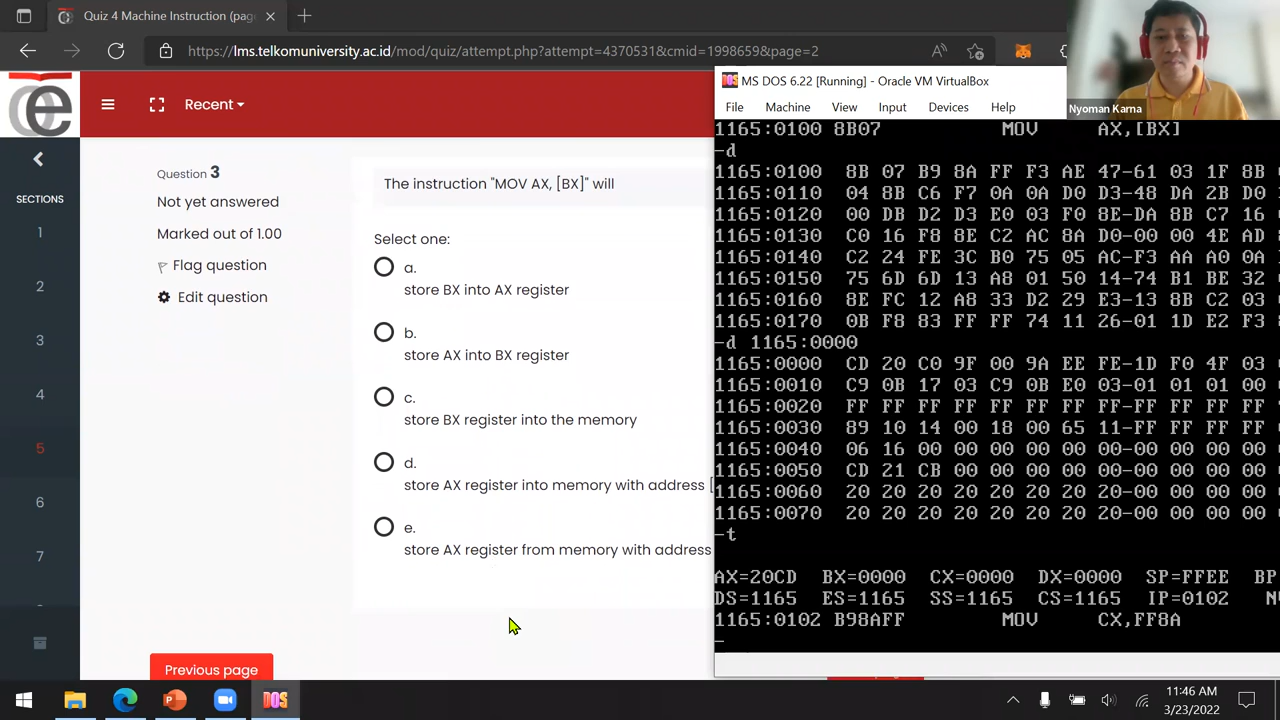 Quiz 4 Machine Instruction (pag
https://lms.telkomuniversity.ac.id/mod/quiz/attempt.php?attempt=4370531&cmid=1998659&page=2
Nyoman Karna
Recent
SECTIONS
1
2
3
4
5
6
7
Question 3
Not yet answered
Marked out of 1.00
Flag question
Edit question
The instruction "MOV AX, [BX]" will
Select one:
a.
store BX into AX register
b.
store AX into BX register
c.
store BX register into the memory
d.
store AX register into memory with address [
e.
store AX register from memory with address
Previous page
MS DOS 6.22 [Running] - Oracle VM VirtualBox
File Machine View Input Devices Help
1165:0100 8B07 MOV AX,[BX]
-d
1165:0100 8B 07 B9 8A FF F3 AE 47-61 03 1F 8B
1165:0110 04 8B C6 F7 0A 0A D0 D3-48 DA 2B D0
1165:0120 00 DB D2 D3 E0 03 F0 8E-DA 8B C7 16
1165:0130 C0 16 F8 8E C2 AC 8A D0-00 00 4E AD
1165:0140 C2 24 FE 3C B0 75 05 AC-F3 AA A0 0A
1165:0150 75 6D 6D 13 A8 01 50 14-74 B1 BE 32
1165:0160 8E FC 12 A8 33 D2 29 E3-13 8B C2 03
1165:0170 0B F8 83 FF FF 74 11 26-01 1D E2 F3
-d 1165:0000
1165:0000 CD 20 C0 9F 00 9A EE FE-1D F0 4F 03
1165:0010 C9 0B 17 03 C9 0B E0 03-01 01 01 00
1165:0020 FF FF FF FF FF FF FF FF-FF FF FF FF
1165:0030 89 10 14 00 18 00 65 11-FF FF FF FF
1165:0040 06 16 00 00 00 00 00 00-00 00 00 00
1165:0050 CD 21 CB 00 00 00 00 00-00 00 00 00
1165:0060 20 20 20 20 20 20 20 20-00 00 00 00
1165:0070 20 20 20 20 20 20 20 20-00 00 00 00
-t
AX=20CD BX=0000 CX=0000 DX=0000 SP=FFEE BP
DS=1165 ES=1165 SS=1165 CS=1165 IP=0102 N
1165:0102 B98AFF MOV CX,FF8A
-
DOS
11:46 AM
3/23/2022